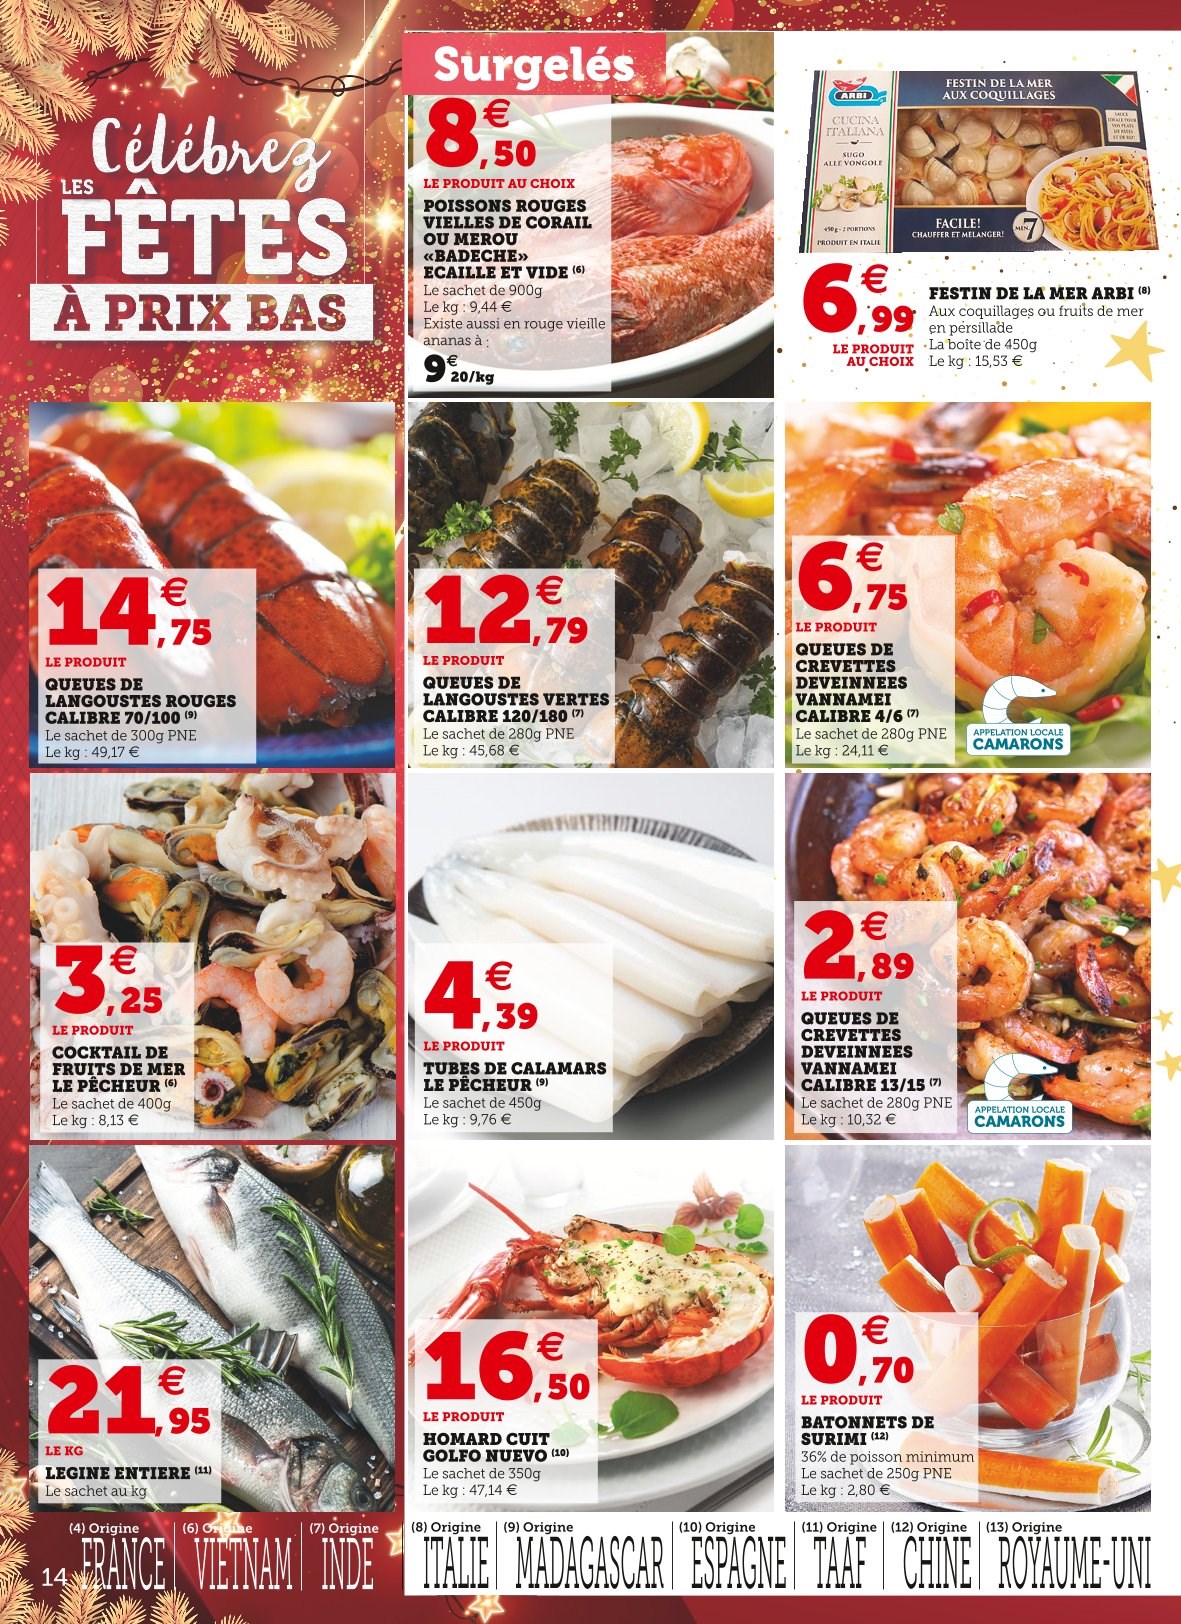 Célébrez
LES
FÊTES
À PRIX BAS
Surgelés
8€,50
LE PRODUIT AU CHOIX
POISSONS ROUGES
VIELLES DE CORAIL
OU MEROU
«BADECHE»
ECAILLE ET VIDE (6)
Le sachet de 900g
Le kg : 9,44 €
Existe aussi en rouge vieille
ananas à :
9€20/kg
ARBI
CUCINA
ITALIANA
SUGO
ALLE VONGOLE
450g - 2 PORTIONS
PRODUIT EN ITALIE
FESTIN DE LA MER
AUX COQUILLAGES
FACILE!
CHAUFFER ET MELANGER!
7
MIN.
6€,99
LE PRODUIT
AU CHOIX
FESTIN DE LA MER ARBI (8)
Aux coquillages ou fruits de mer
en persillade
La boîte de 450g
Le kg : 15,53 €
14€,75
LE PRODUIT
QUEUES DE
LANGOUSTES ROUGES
CALIBRE 70/100 (9)
Le sachet de 300g PNE
Le kg : 49,17 €
12€,79
LE PRODUIT
QUEUES DE
LANGOUSTES VERTES
CALIBRE 120/180 (7)
Le sachet de 280g PNE
Le kg : 45,68 €
6€,75
LE PRODUIT
QUEUES DE
CREVETTES
DEVEINNEES
VANNAMEI
CALIBRE 4/6 (7)
Le sachet de 280g PNE
Le kg : 24,11 €
APPELATION LOCALE
CAMARONS
3€,25
LE PRODUIT
COCKTAIL DE
FRUITS DE MER
LE PÊCHEUR (6)
Le sachet de 400g
Le kg : 8,13 €
4€,39
LE PRODUIT
TUBES DE CALAMARS
LE PÊCHEUR (9)
Le sachet de 450g
Le kg : 9,76 €
2€,89
LE PRODUIT
QUEUES DE
CREVETTES
DEVEINNEES
VANNAMEI
CALIBRE 13/15 (7)
Le sachet de 280g PNE
Le kg : 10,32 €
APPELATION LOCALE
CAMARONS
21€,95
LE KG
LEGINE ENTIERE (11)
Le sachet au kg
16€,50
LE PRODUIT
HOMARD CUIT
GOLFO NUEVO (10)
Le sachet de 350g
Le kg : 47,14 €
0€,70
LE PRODUIT
BATONNETS DE
SURIMI (12)
36% de poisson minimum
Le sachet de 250g PNE
Le kg : 2,80 €
14
(4) Origine
FRANCE
(6) Origine
VIETNAM
(7) Origine
INDE
(8) Origine
ITALIE
(9) Origine
MADAGASCAR
(10) Origine
ESPAGNE
(11) Origine
TAAF
(12) Origine
CHINE
(13) Origine
ROYAUME-UNI